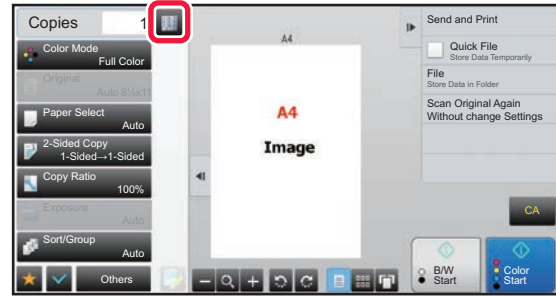 Copies 1
Color Mode
Full Color
Original
Auto 8½x11
Paper Select
Auto
2-Sided Copy
1-Sided→1-Sided
Copy Ratio
100%
Exposure
Auto
Sort/Group
Auto
Others
A4
A4
Image
Send and Print
Quick File
Store Data Temporarily
File
Store Data in Folder
Scan Original Again
Without change Settings
CA
B/W
Start
Color
Start